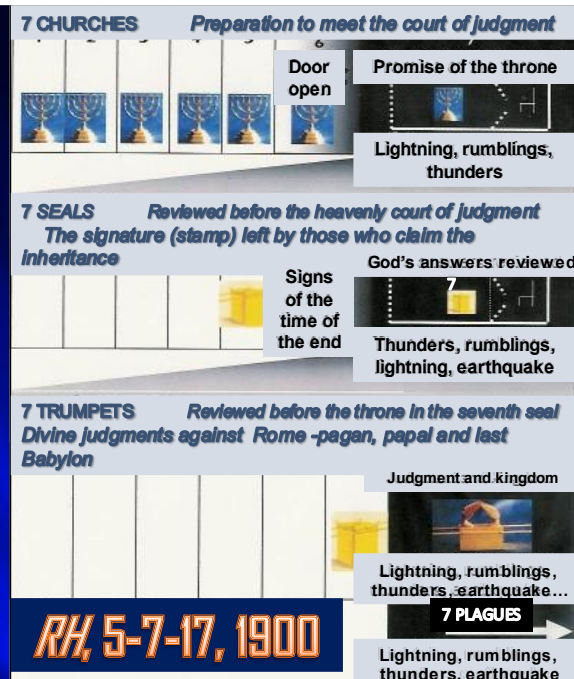 7 CHURCHES Preparation to meet the court of judgment
6
Door
open
Promise of the throne
Lightning, rumblings,
thunders
7 SEALS Reviewed before the heavenly court of judgment
The signature (stamp) left by those who claim the
inheritance
God's answers reviewed
7
Signs
of the
time of
the end
Thunders, rumblings,
lightning, earthquake
7 TRUMPETS Reviewed before the throne in the seventh seal
Divine judgments against Rome -pagan, papal and last
Babylon
Judgment and kingdom
Lightning, rumblings,
thunders, earthquake...
7 PLAGUES
RH, 5-7-17, 1900
Lightning, rumblings,
thunders, earthquake